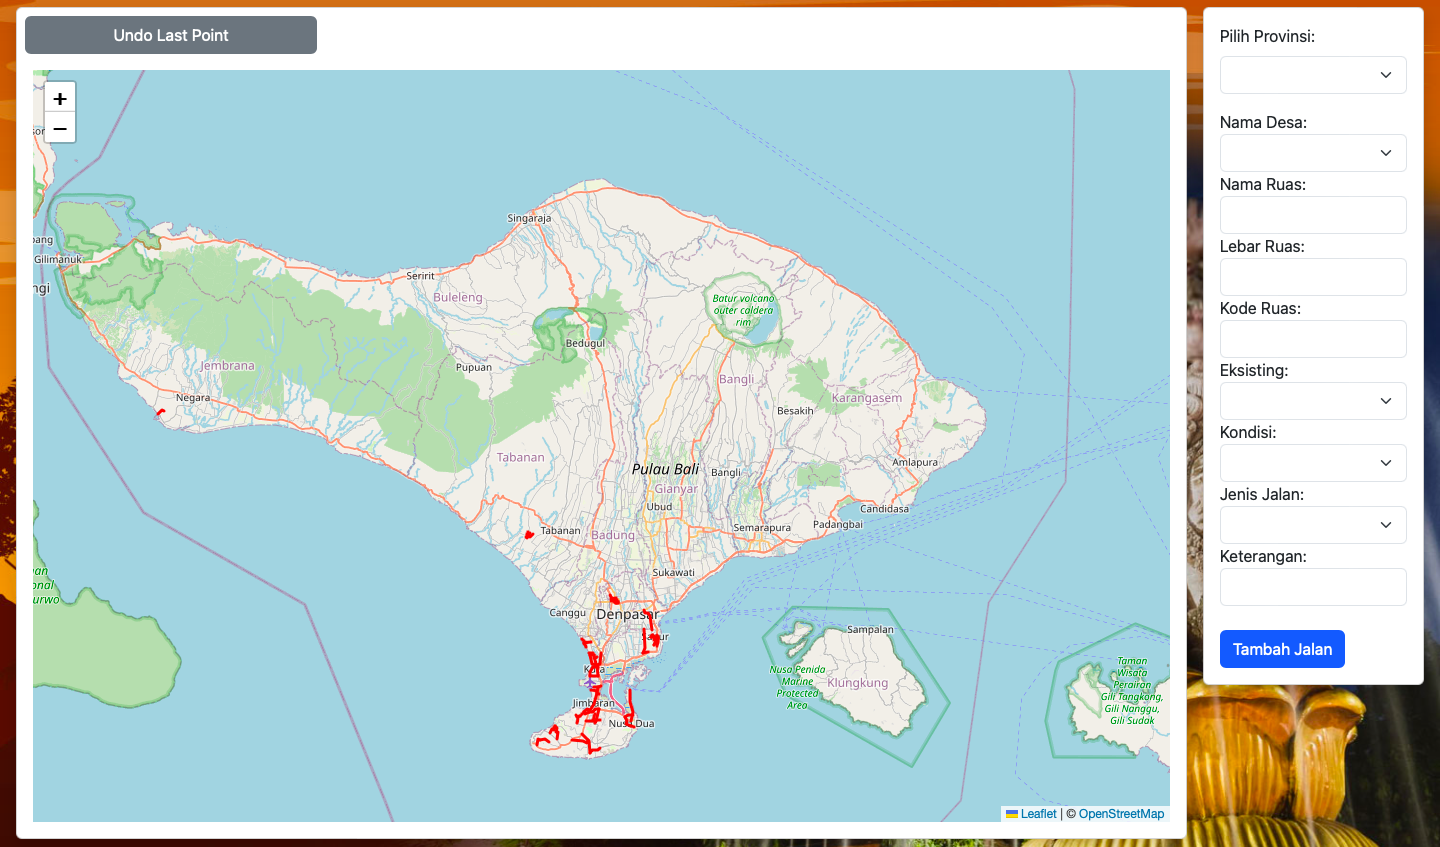 Undo Last Point
+
−
Singaraja
Gilimanuk
Seririt
Buleleng
Batur volcano
outer caldera
rim
Bedugul
Jembrana
Pupuan
Bangli
Negara
Besakih
Karangasem
Tabanan
Pulau Bali
Bangli
Amlapura
Gianyar
Ubud
Candidasa
Tabanan
Badung
Semarapura
Padangbai
Sukawati
Canggu
Denpasar
Sampalan
Nusa Penida
Marine
Protected
Area
Klungkung
Taman
Wisata
Perairan
Gili Tangkong,
Gili Nanggu,
Gili Sudak
Jimbaran
Nusa Dua
Leaflet | © OpenStreetMap
Pilih Provinsi:
Nama Desa:
Nama Ruas:
Lebar Ruas:
Kode Ruas:
Eksisting:
Kondisi:
Jenis Jalan:
Keterangan:
Tambah Jalan